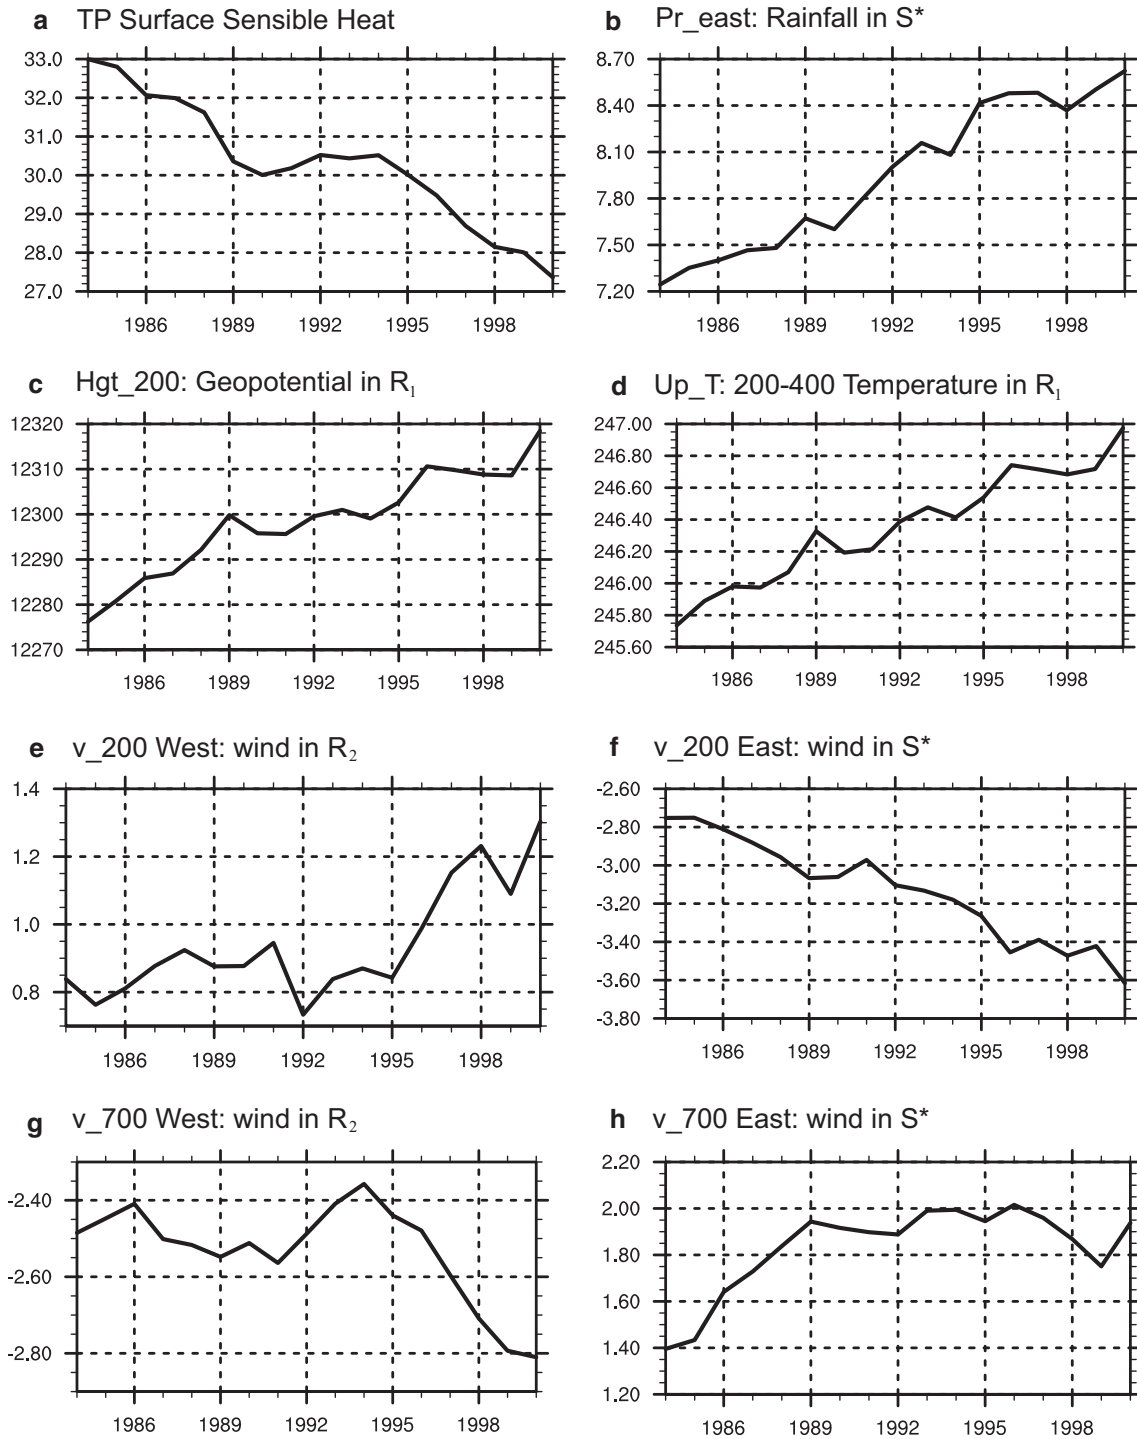 a TP Surface Sensible Heat
33.0
32.0
31.0
30.0
29.0
28.0
27.0
1986 1989 1992 1995 1998
b Pr_east: Rainfall in S*
8.70
8.40
8.10
7.80
7.50
7.20
1986 1989 1992 1995 1998
c Hgt_200: Geopotential in R₁
12320
12310
12300
12290
12280
12270
1986 1989 1992 1995 1998
d Up_T: 200-400 Temperature in R₁
247.00
246.80
246.60
246.40
246.20
246.00
245.80
245.60
1986 1989 1992 1995 1998
e v_200 West: wind in R₂
1.4
1.2
1.0
0.8
1986 1989 1992 1995 1998
f v_200 East: wind in S*
-2.60
-2.80
-3.00
-3.20
-3.40
-3.60
-3.80
1986 1989 1992 1995 1998
g v_700 West: wind in R₂
-2.40
-2.60
-2.80
1986 1989 1992 1995 1998
h v_700 East: wind in S*
2.20
2.00
1.80
1.60
1.40
1.20
1986 1989 1992 1995 1998